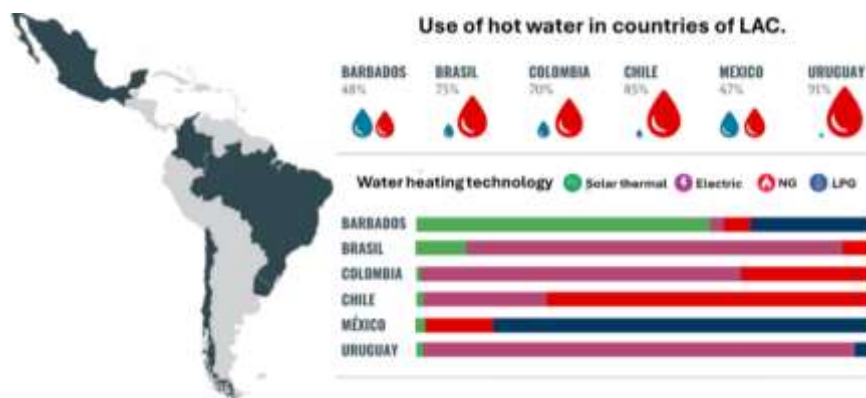 Use of hot water in countries of LAC.
BARBADOS BRASIL COLOMBIA CHILE MEXICO URUGUAY
48% 75% 70% 85% 47% 91%
Water heating technology Solar thermal Electric NG LPG
BARBADOS
BRASIL
COLOMBIA
CHILE
MÉXICO
URUGUAY